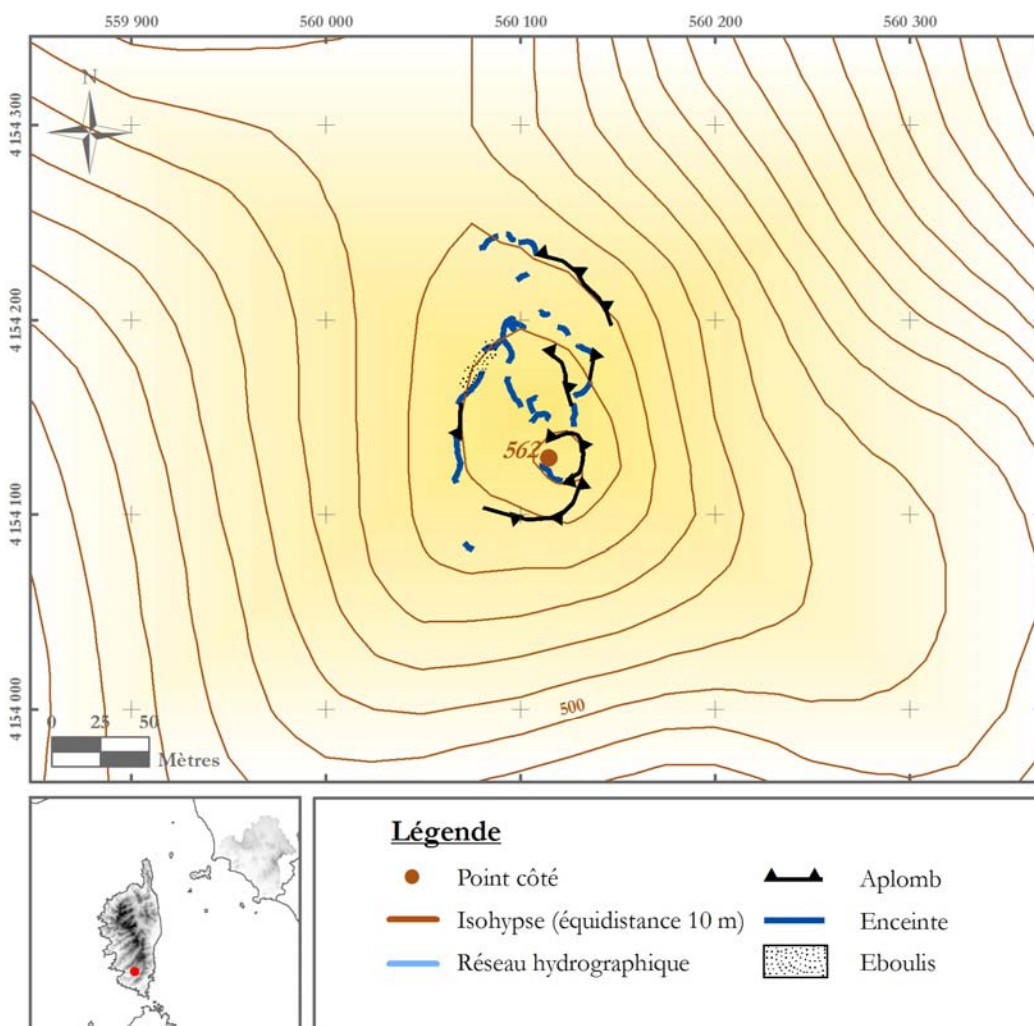 559 900 560 000 560 100 560 200 560 300
N
4 154 300
4 154 200
4 154 100
4 154 000
562
500
0 25 50
Mètres
Légende
Point côté
Isohypse (équidistance 10 m)
Réseau hydrographique
Aplomb
Enceinte
Eboulis